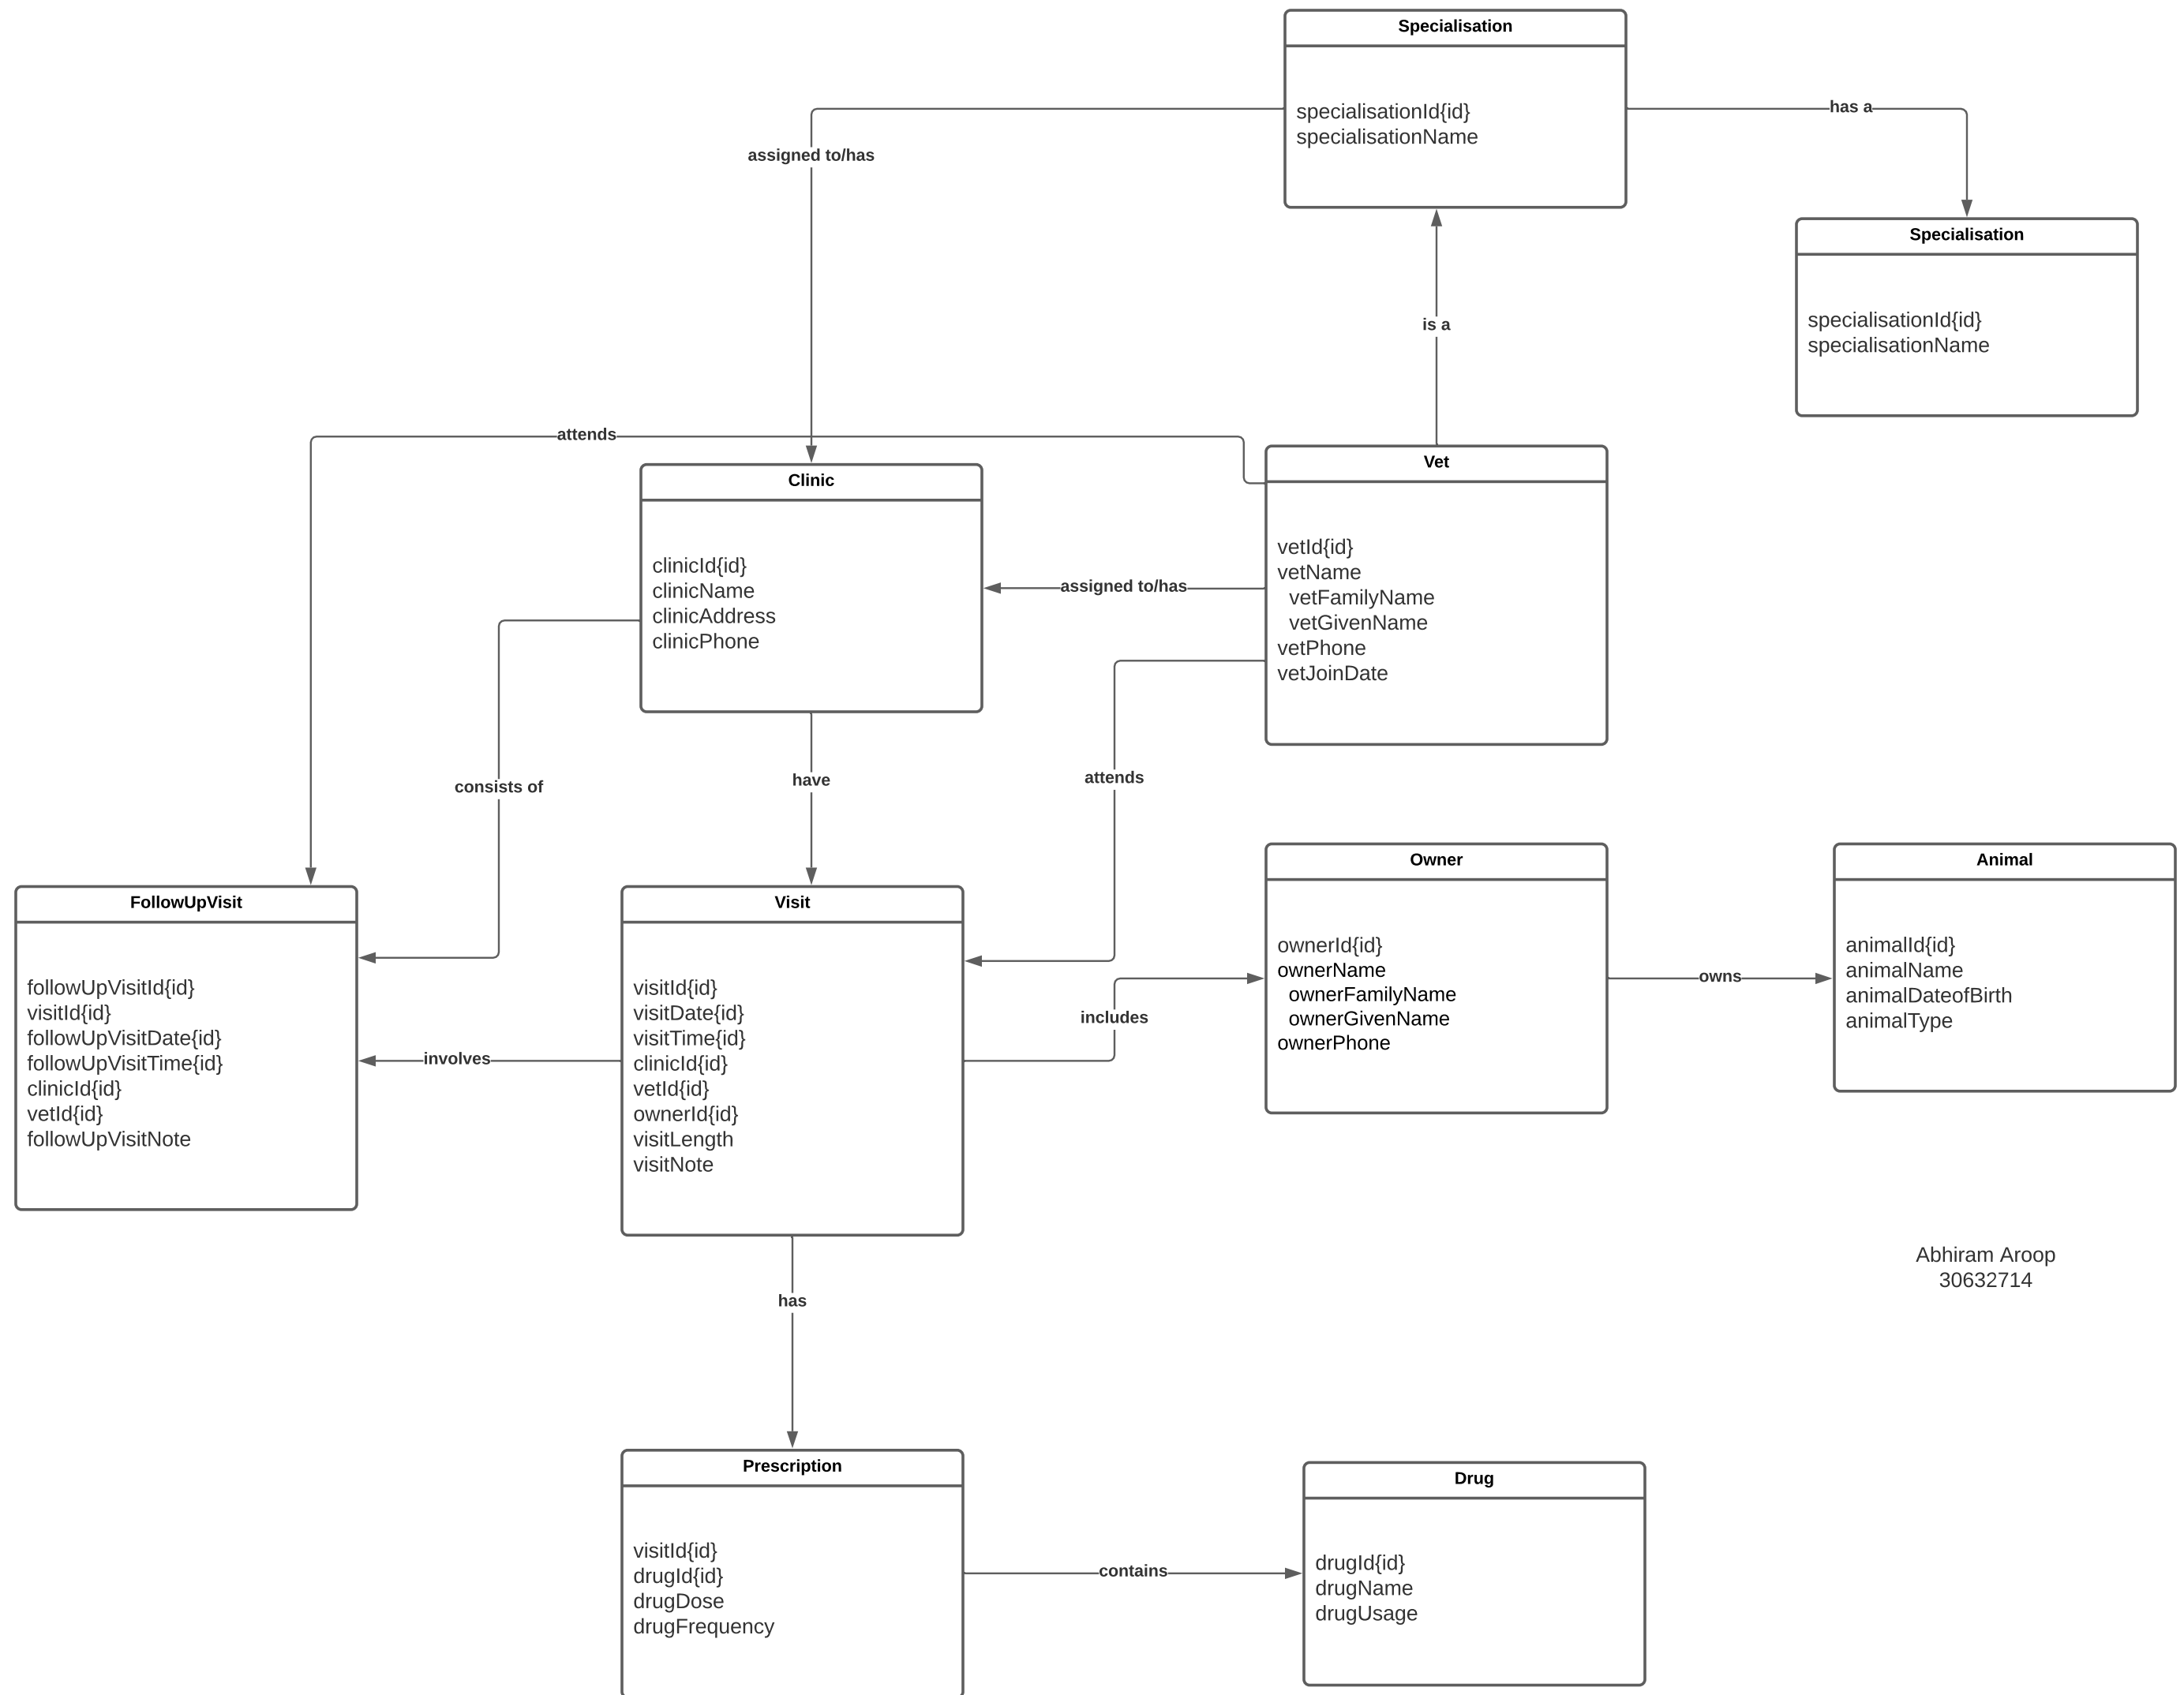 Specialisation
specialisationId{id}
specialisationName
has a
assigned to/has
Specialisation
specialisationId{id}
specialisationName
is a
attends
Clinic
clinicId{id}
clinicName
clinicAddress
clinicPhone
assigned to/has
Vet
vetId{id}
vetName
vetFamilyName
vetGivenName
vetPhone
vetJoinDate
consists of
have
attends
FollowUpVisit
followUpVisitId{id}
visitId{id}
followUpVisitDate{id}
followUpVisitTime{id}
clinicId{id}
vetId{id}
followUpVisitNote
involves
Visit
visitId{id}
visitDate{id}
visitTime{id}
clinicId{id}
vetId{id}
ownerId{id}
visitLength
visitNote
includes
Owner
ownerId{id}
ownerName
ownerFamilyName
ownerGivenName
ownerPhone
owns
Animal
animalId{id}
animalName
animalDateofBirth
animalType
Abhiram Aroop
30632714
has
Prescription
visitId{id}
drugId{id}
drugDose
drugFrequency
contains
Drug
drugId{id}
drugName
drugUsage